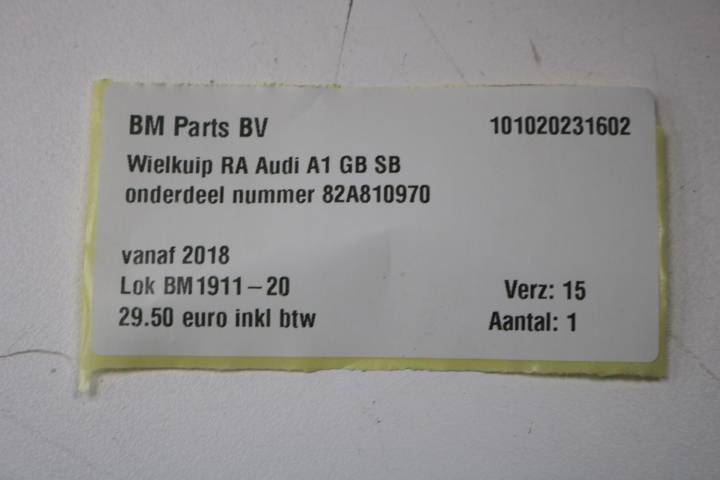 BM Parts BV 101020231602
Wielkuip RA Audi A1 GB SB
onderdeel nummer 82A810970
vanaf 2018
Lok BM1911-20 Verz: 15
29.50 euro inkl btw Aantal: 1